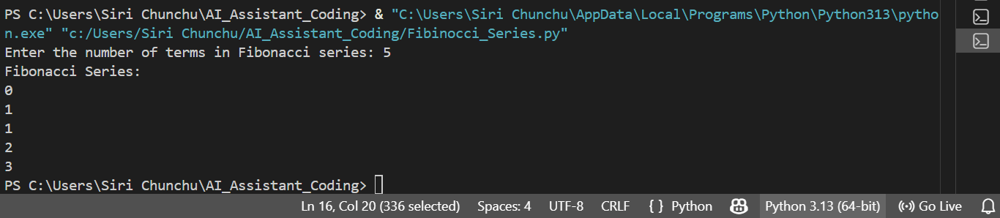 PS C:\Users\Siri Chunchu\AI_Assistant_Coding> & "C:\Users\Siri Chunchu\AppData\Local\Programs\Python\Python313\pytho
n.exe" "c:/Users/Siri Chunchu/AI_Assistant_Coding/Fibinocci_Series.py"
Enter the number of terms in Fibonacci series: 5
Fibonacci Series:
0
1
1
2
3
PS C:\Users\Siri Chunchu\AI_Assistant_Coding>
Ln 16, Col 20 (336 selected) Spaces: 4 UTF-8 CRLF { } Python Python 3.13 (64-bit) Go Live